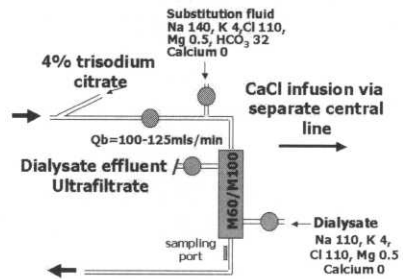 Substitution fluid
Na 140, K 4,Cl 110,
Mg 0.5, HCO3 32
Calcium 0
4% trisodium
citrate
CaCl infusion via
separate central
line
Qb=100-125mls/min
Dialysate effluent /
Ultrafiltrate
M60/M100
Dialysate
Na 110, K 4,
Cl 110, Mg 0.5
Calcium 0
sampling
port